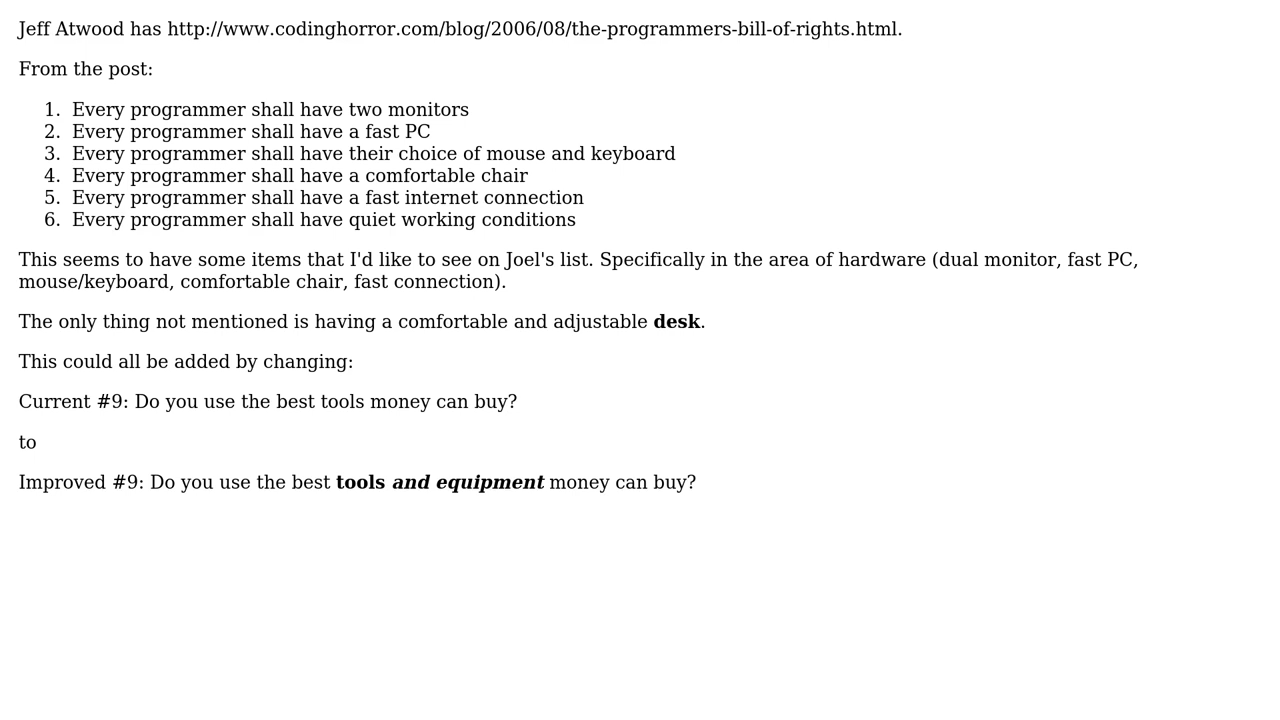 Jeff Atwood has http://www.codinghorror.com/blog/2006/08/the-programmers-bill-of-rights.html.
From the post:
1. Every programmer shall have two monitors
2. Every programmer shall have a fast PC
3. Every programmer shall have their choice of mouse and keyboard
4. Every programmer shall have a comfortable chair
5. Every programmer shall have a fast internet connection
6. Every programmer shall have quiet working conditions
This seems to have some items that I'd like to see on Joel's list. Specifically in the area of hardware (dual monitor, fast PC,
mouse/keyboard, comfortable chair, fast connection).
The only thing not mentioned is having a comfortable and adjustable desk.
This could all be added by changing:
Current #9: Do you use the best tools money can buy?
to
Improved #9: Do you use the best tools and equipment money can buy?